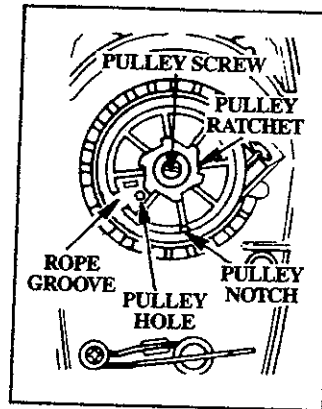 PULLEY SCREW
PULLEY
RATCHET
ROPE
GROOVE
PULLEY
HOLE
PULLEY
NOTCH